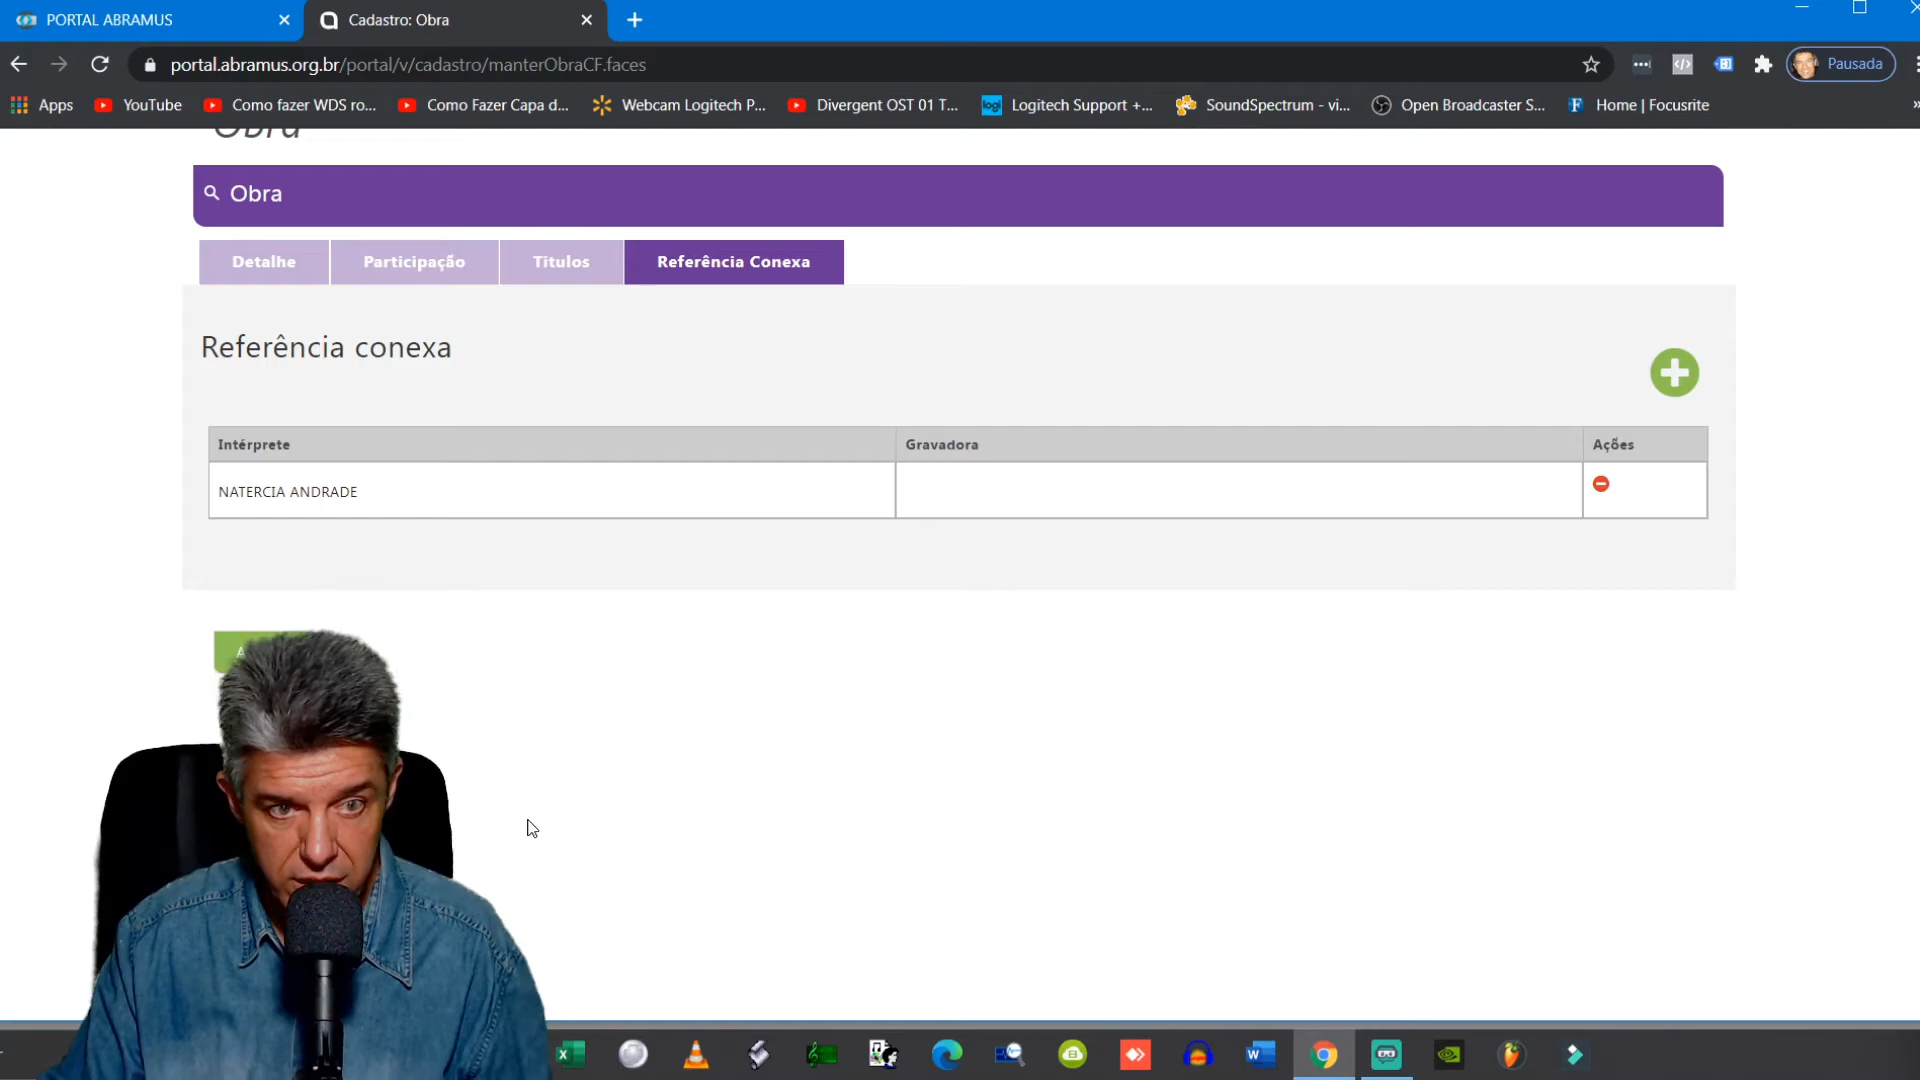 PORTAL ABRAMUS
Cadastro: Obra
portal.abramus.org.br/portal/v/cadastro/manterObraCF.faces
Pausada
Apps
YouTube
Como fazer WDS ro...
Como Fazer Capa d...
Webcam Logitech P...
Divergent OST 01 T...
Logitech Support +...
SoundSpectrum - vi...
Open Broadcaster S...
Home | Focusrite
Obra
Obra
Detalhe
Participação
Títulos
Referência Conexa
Referência conexa
Intérprete
Gravadora
Ações
NATERCIA ANDRADE